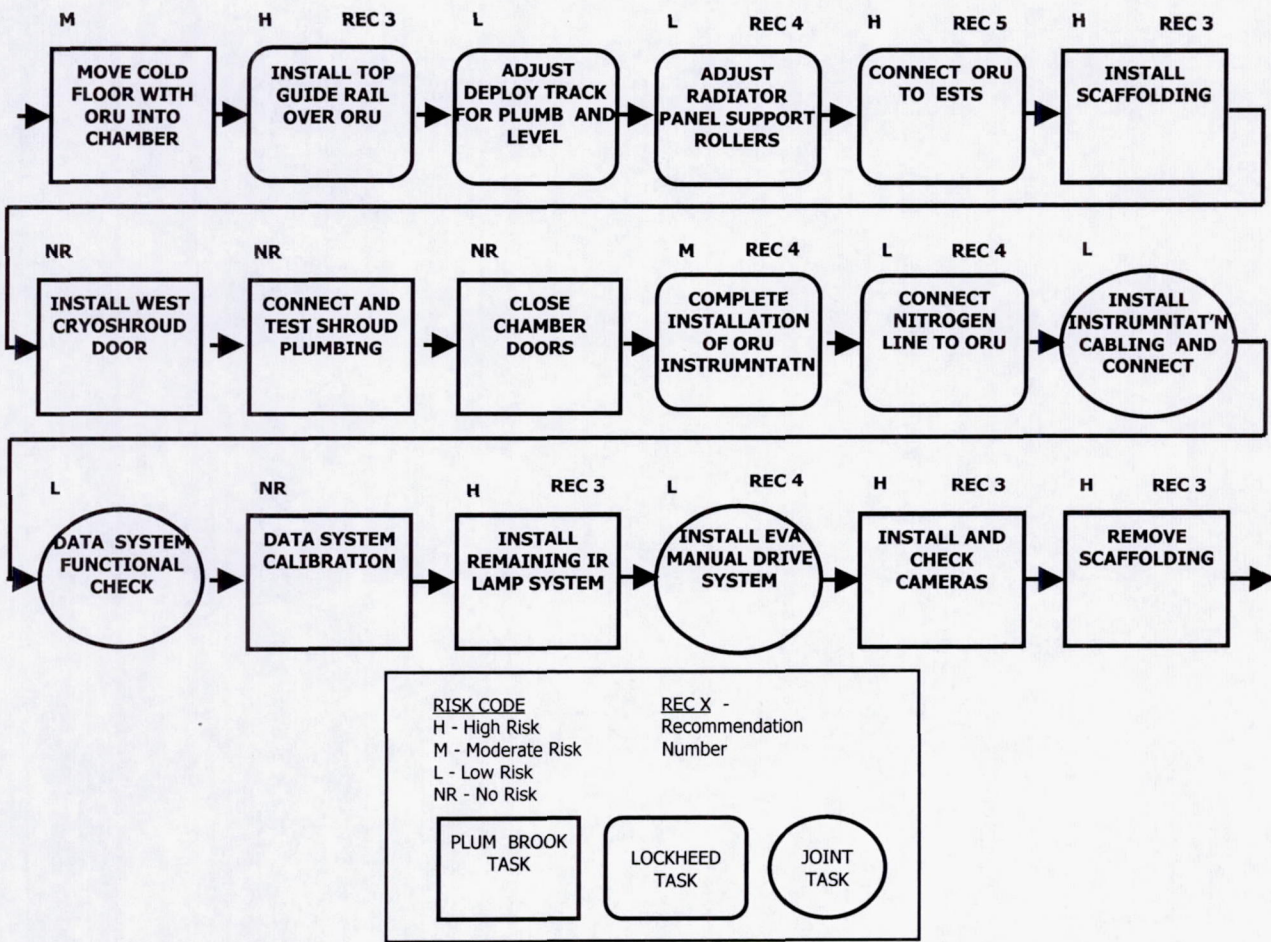 M
MOVE COLD
FLOOR WITH
ORU INTO
CHAMBER
H REC 3
INSTALL TOP
GUIDE RAIL
OVER ORU
L
ADJUST
DEPLOY TRACK
FOR PLUMB AND
LEVEL
L REC 4
ADJUST
RADIATOR
PANEL SUPPORT
ROLLERS
H REC 5
CONNECT ORU
TO ESTS
H REC 3
INSTALL
SCAFFOLDING
NR
INSTALL WEST
CRYOSHROUD
DOOR
NR
CONNECT AND
TEST SHROUD
PLUMBING
NR
CLOSE
CHAMBER
DOORS
M REC 4
COMPLETE
INSTALLATION
OF ORU
INSTRUMNTATN
L REC 4
CONNECT
NITROGEN
LINE TO ORU
L
INSTALL
INSTRUMNTAT'N
CABLING AND
CONNECT
L
DATA SYSTEM
FUNCTIONAL
CHECK
NR
DATA SYSTEM
CALIBRATION
H REC 3
INSTALL
REMAINING IR
LAMP SYSTEM
L REC 4
INSTALL EVA
MANUAL DRIVE
SYSTEM
H REC 3
INSTALL AND
CHECK
CAMERAS
H REC 3
REMOVE
SCAFFOLDING
RISK CODE
H - High Risk
M - Moderate Risk
L - Low Risk
NR - No Risk
REC X -
Recommendation
Number
PLUM BROOK
TASK
LOCKHEED
TASK
JOINT
TASK